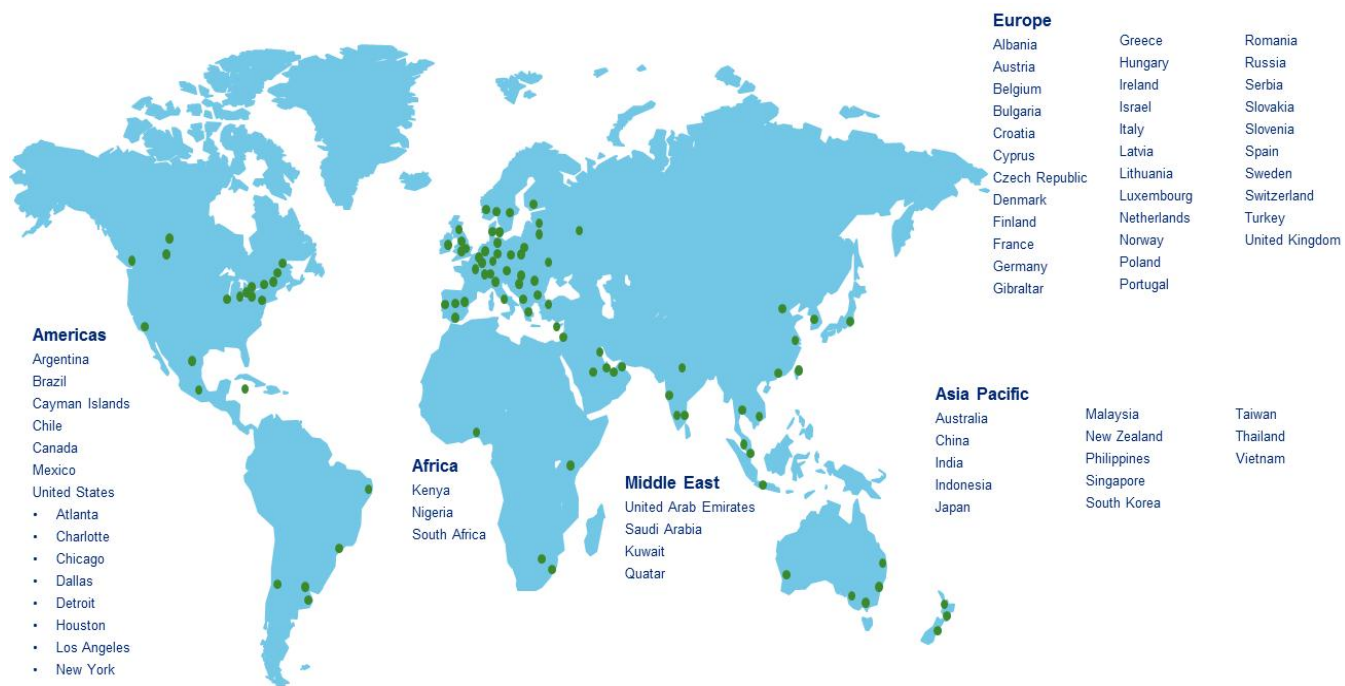 Europe
Albania
Austria
Belgium
Bulgaria
Croatia
Cyprus
Czech Republic
Denmark
Finland
France
Germany
Gibraltar
Greece
Hungary
Ireland
Israel
Italy
Latvia
Lithuania
Luxembourg
Netherlands
Norway
Poland
Portugal
Romania
Russia
Serbia
Slovakia
Slovenia
Spain
Sweden
Switzerland
Turkey
United Kingdom
Americas
Argentina
Brazil
Cayman Islands
Chile
Canada
Mexico
United States
• Atlanta
• Charlotte
• Chicago
• Dallas
• Detroit
• Houston
• Los Angeles
• New York
Africa
Kenya
Nigeria
South Africa
Middle East
United Arab Emirates
Saudi Arabia
Kuwait
Quatar
Asia Pacific
Australia
China
India
Indonesia
Japan
Malaysia
New Zealand
Philippines
Singapore
South Korea
Taiwan
Thailand
Vietnam